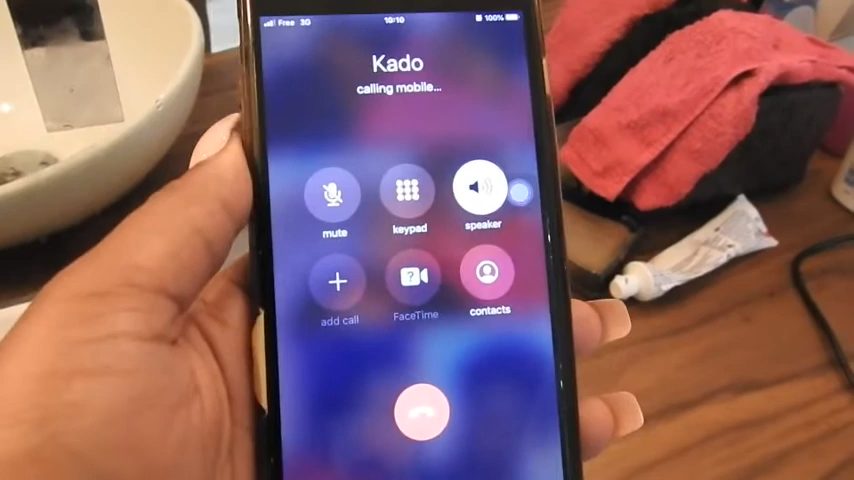 Free 3G 10:10 100%
Kado
calling mobile...
mute keypad speaker
add call FaceTime contacts